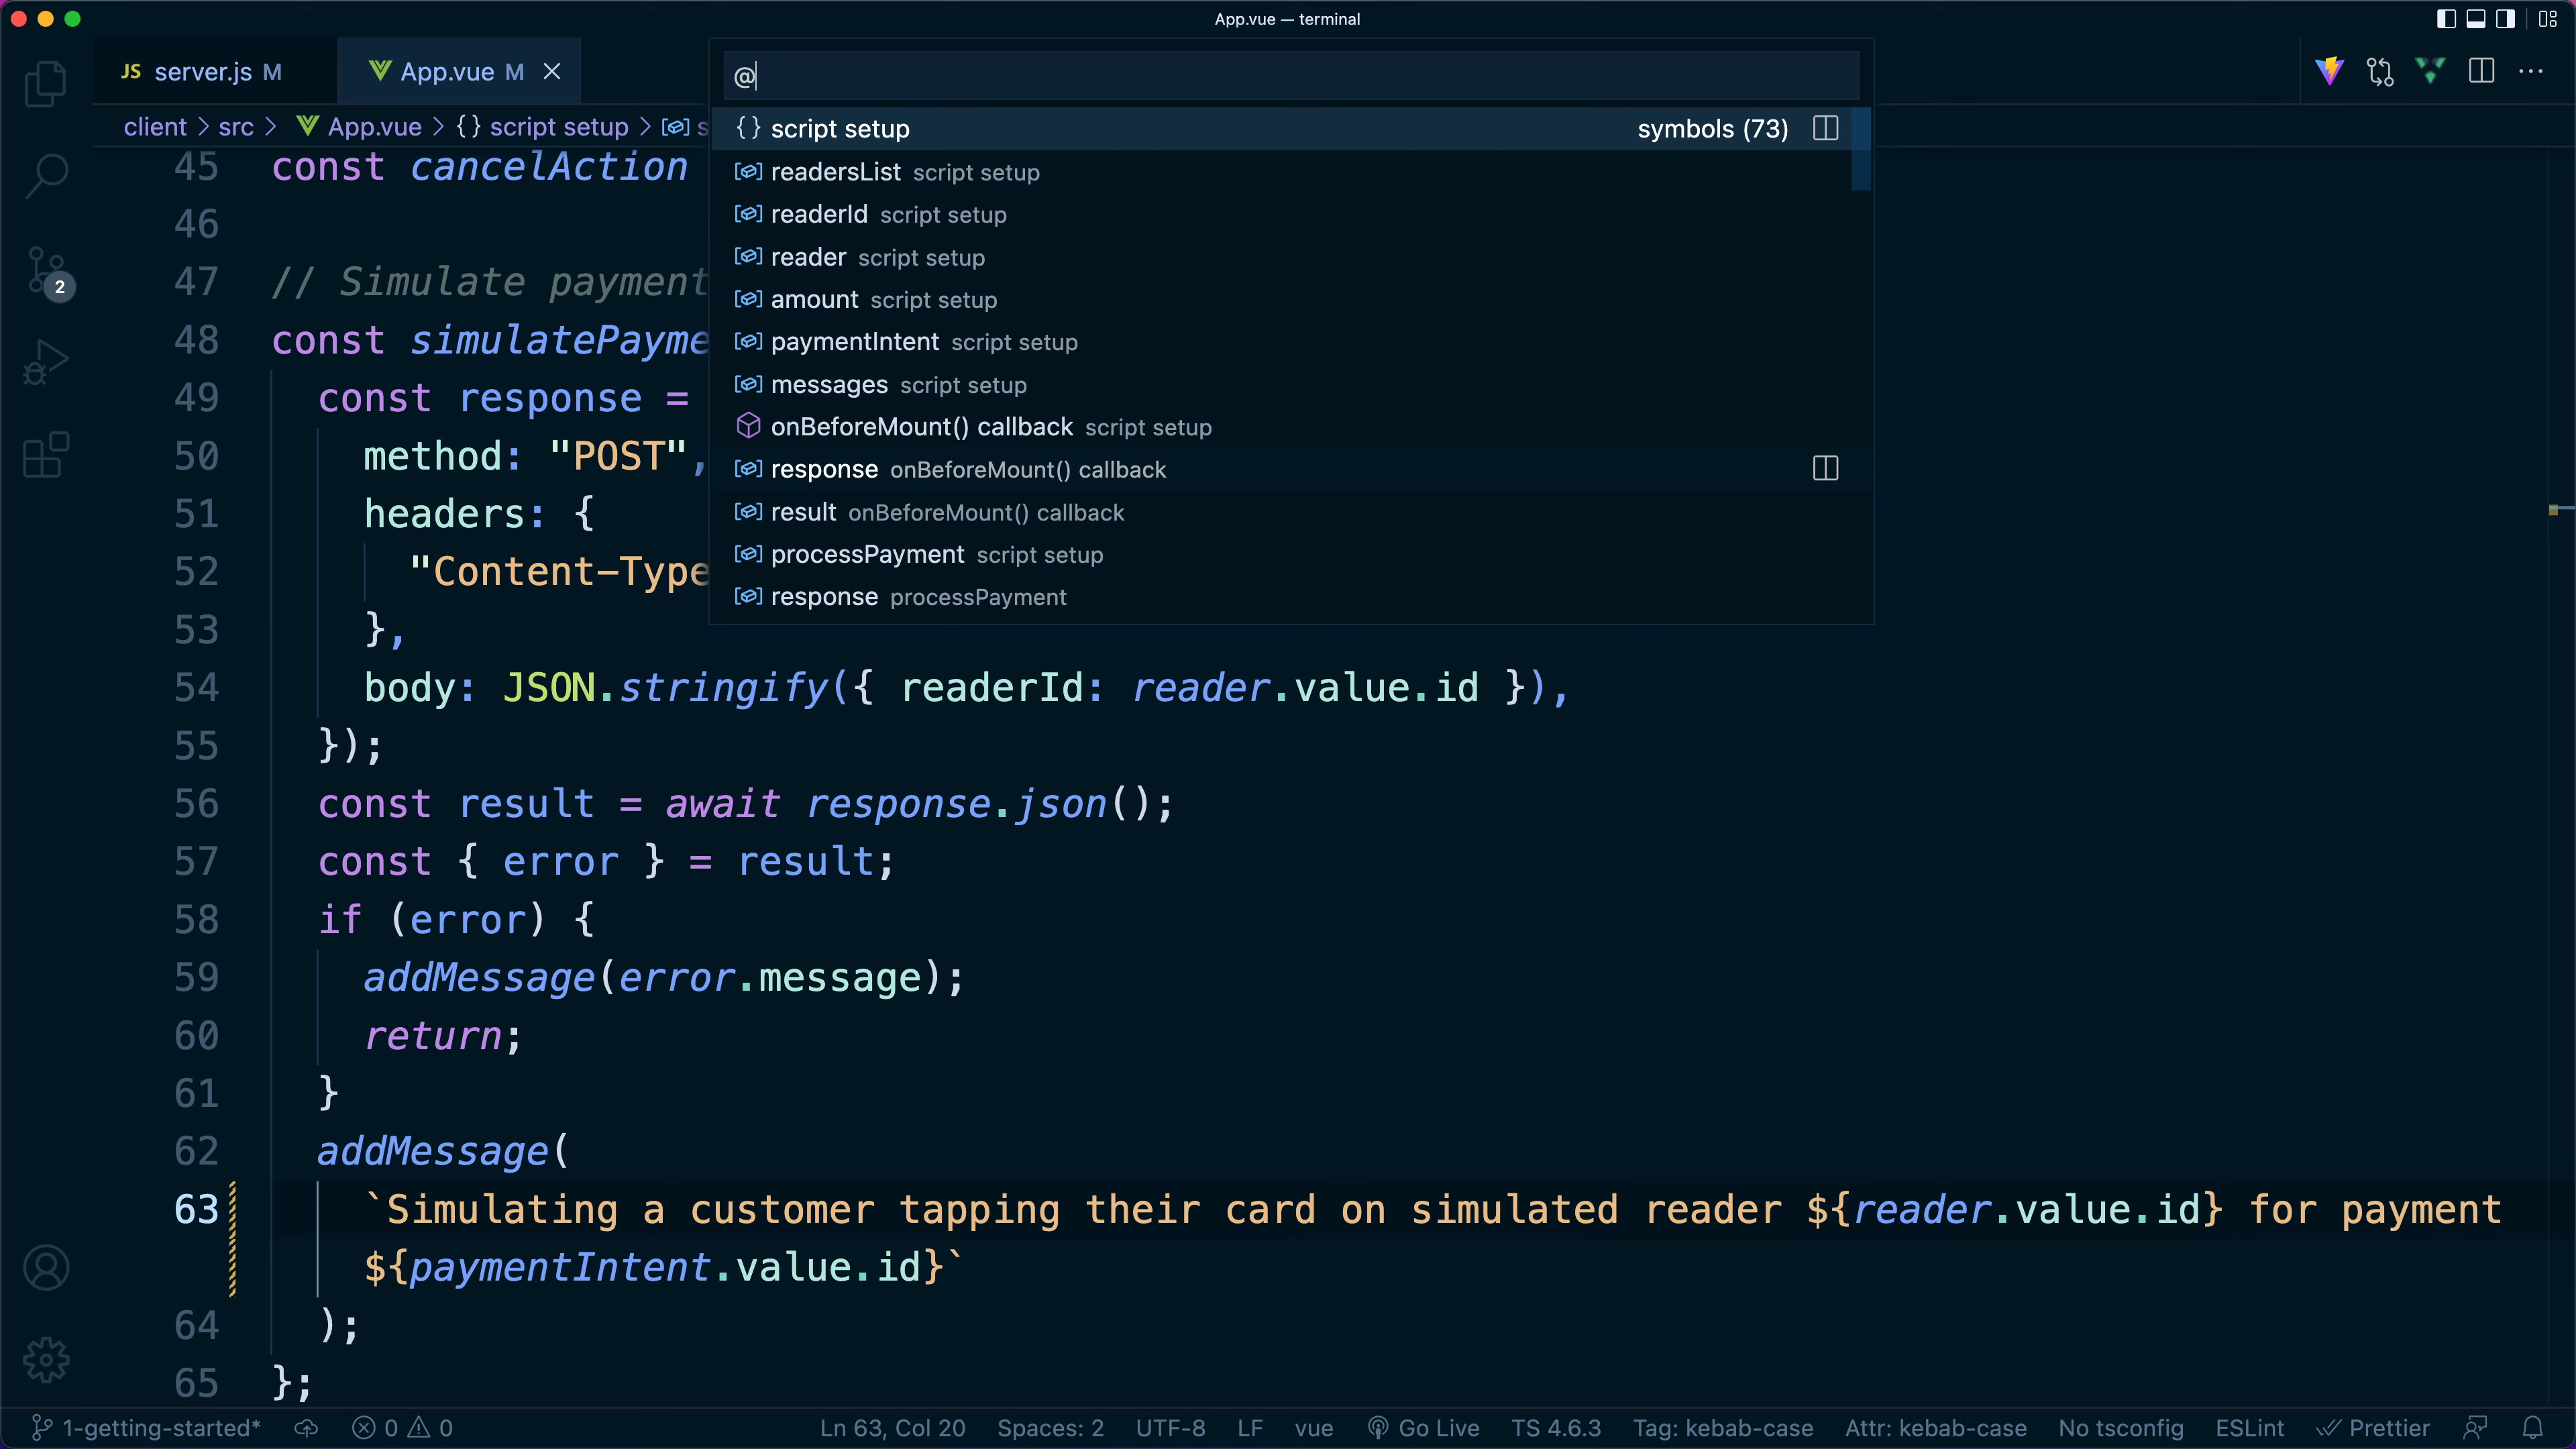 App.vue — terminal
JS server.js M
App.vue M
@
client > src > App.vue > {} script setup > s
{} script setup symbols (73)
readersList script setup
readerId script setup
reader script setup
amount script setup
paymentIntent script setup
messages script setup
onBeforeMount() callback script setup
response onBeforeMount() callback
result onBeforeMount() callback
processPayment script setup
response processPayment
45 const cancelAction
46
47 // Simulate payment
48 const simulatePayme
49 const response =
50 method: "POST",
51 headers: {
52 "Content-Type
53 },
54 body: JSON.stringify({ readerId: reader.value.id }),
55 });
56 const result = await response.json();
57 const { error } = result;
58 if (error) {
59 addMessage(error.message);
60 return;
61 }
62 addMessage(
63 `Simulating a customer tapping their card on simulated reader ${reader.value.id} for payment
${paymentIntent.value.id}`
64 );
65 };
2
1-getting-started* 0 0 Ln 63, Col 20 Spaces: 2 UTF-8 LF vue Go Live TS 4.6.3 Tag: kebab-case Attr: kebab-case No tsconfig ESLint Prettier